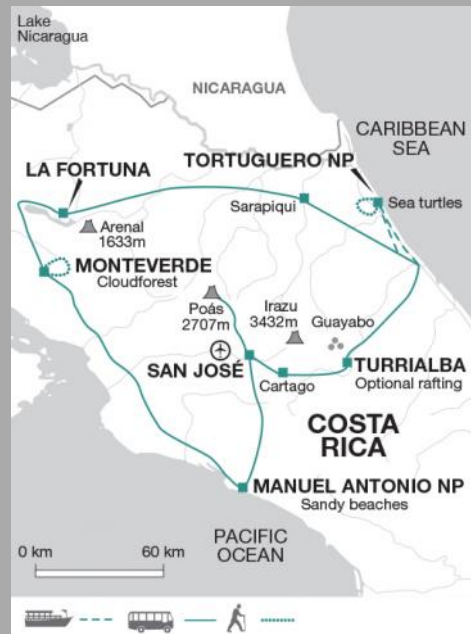 Lake
Nicaragua
NICARAGUA
CARIBBEAN
SEA
TORTUGUERO NP
LA FORTUNA
Sarapiqui
Sea turtles
Arenal
1633m
MONTEVERDE
Cloudforest
Poás
2707m
Irazu
3432m
Guayabo
SAN JOSÉ
TURRIALBA
Optional rafting
Cartago
COSTA
RICA
MANUEL ANTONIO NP
Sandy beaches
PACIFIC
OCEAN
0 km
60 km